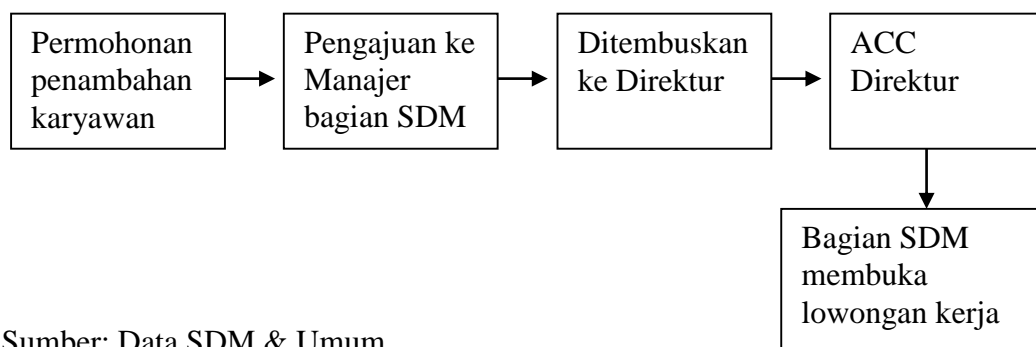 Permohonan
penambahan
karyawan
Pengajuan ke
Manajer
bagian SDM
Ditembuskan
ke Direktur
ACC
Direktur
Bagian SDM
membuka
lowongan kerja
Sumber: Data SDM & Umum